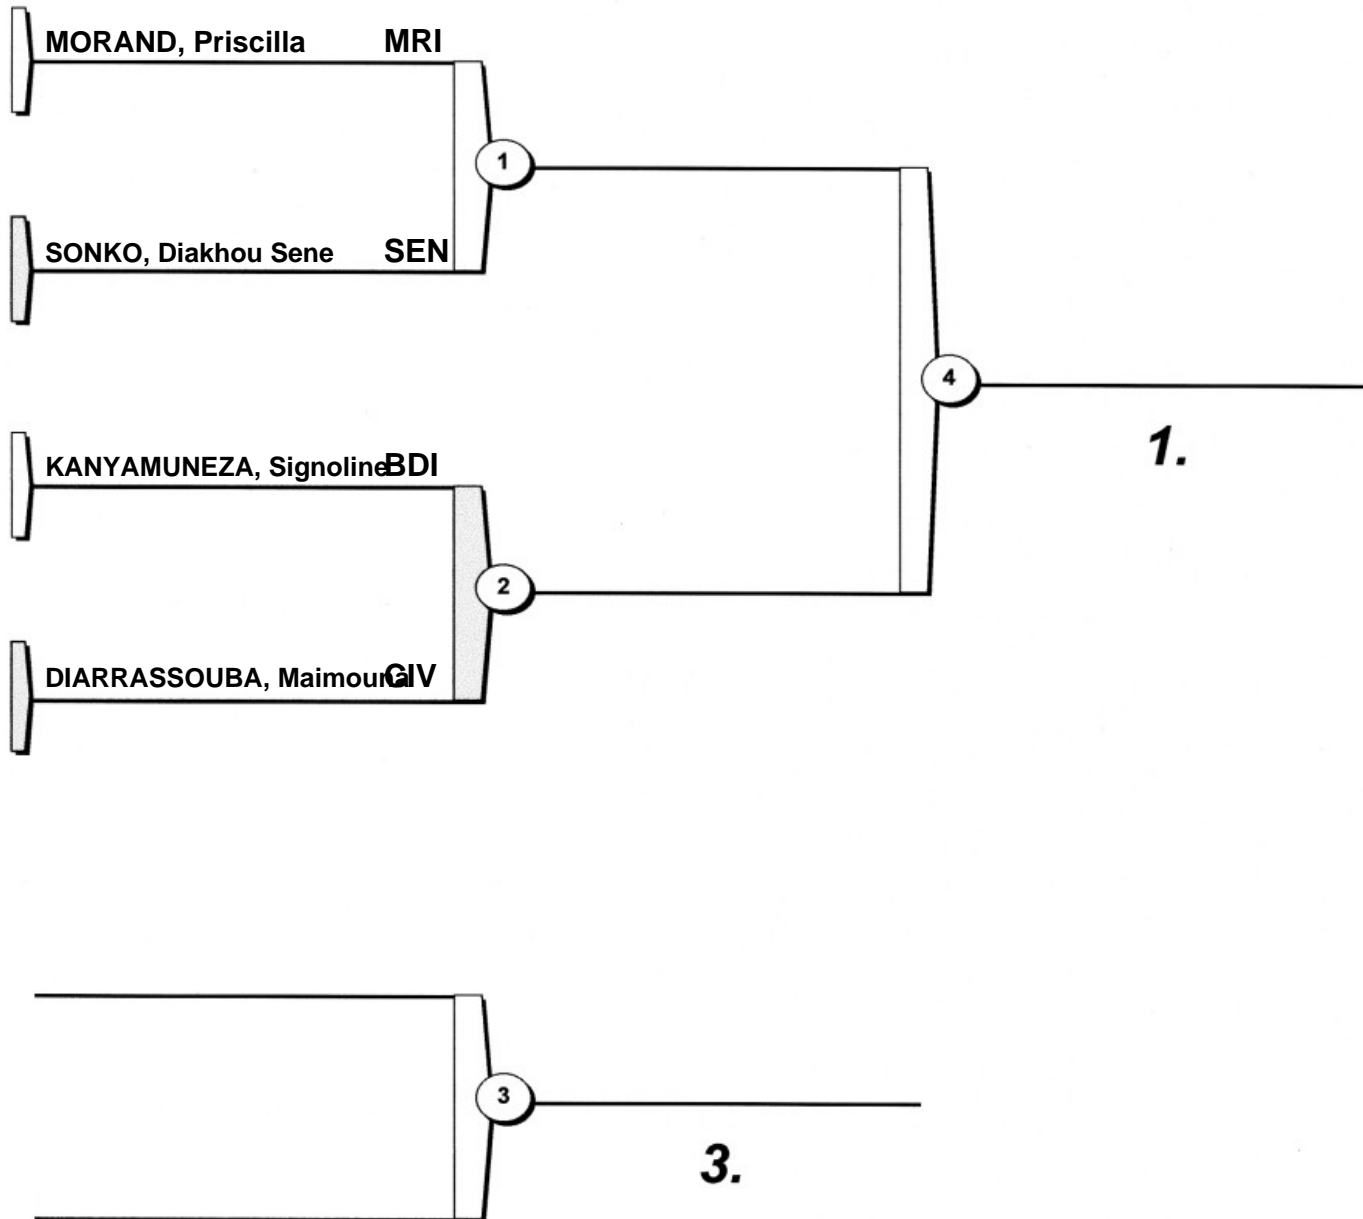 MORAND, Priscilla MRI
1
SONKO, Diakhou Sene SEN
4
1.
KANYAMUNEZA, Signoline BDI
2
DIARRASSOUBA, Maimouna CIV
3
3.